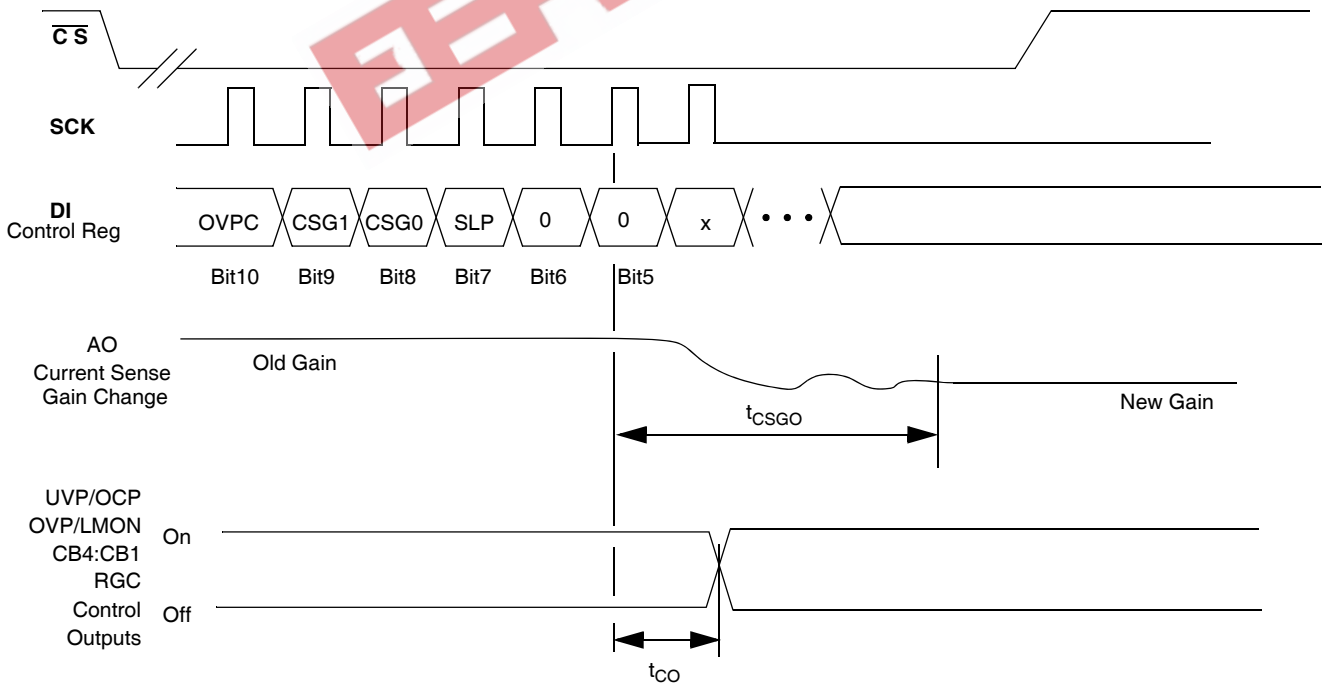 C S
SCK
DI
Control Reg
OVPC CSG1 CSG0 SLP 0 0 x • • •
Bit10 Bit9 Bit8 Bit7 Bit6 Bit5
AO
Current Sense
Gain Change
Old Gain
New Gain
tCSGO
UVP/OCP
OVP/LMON
CB4:CB1
RGC
Control
Outputs
On
Off
tCO